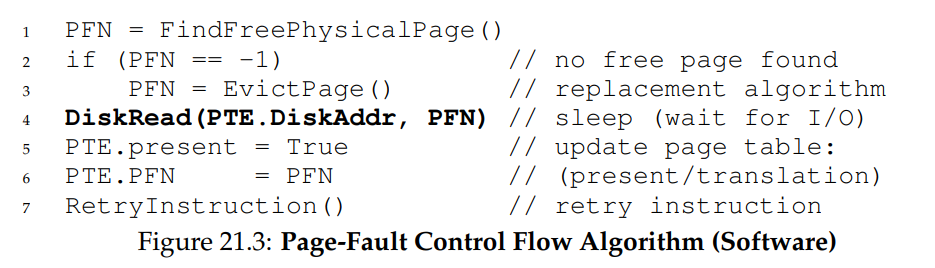 1 PFN = FindFreePhysicalPage()
2 if (PFN == -1) // no free page found
3 PFN = EvictPage() // replacement algorithm
4 DiskRead(PTE.DiskAddr, PFN) // sleep (wait for I/O)
5 PTE.present = True // update page table:
6 PTE.PFN = PFN // (present/translation)
7 RetryInstruction() // retry instruction
Figure 21.3: Page-Fault Control Flow Algorithm (Software)